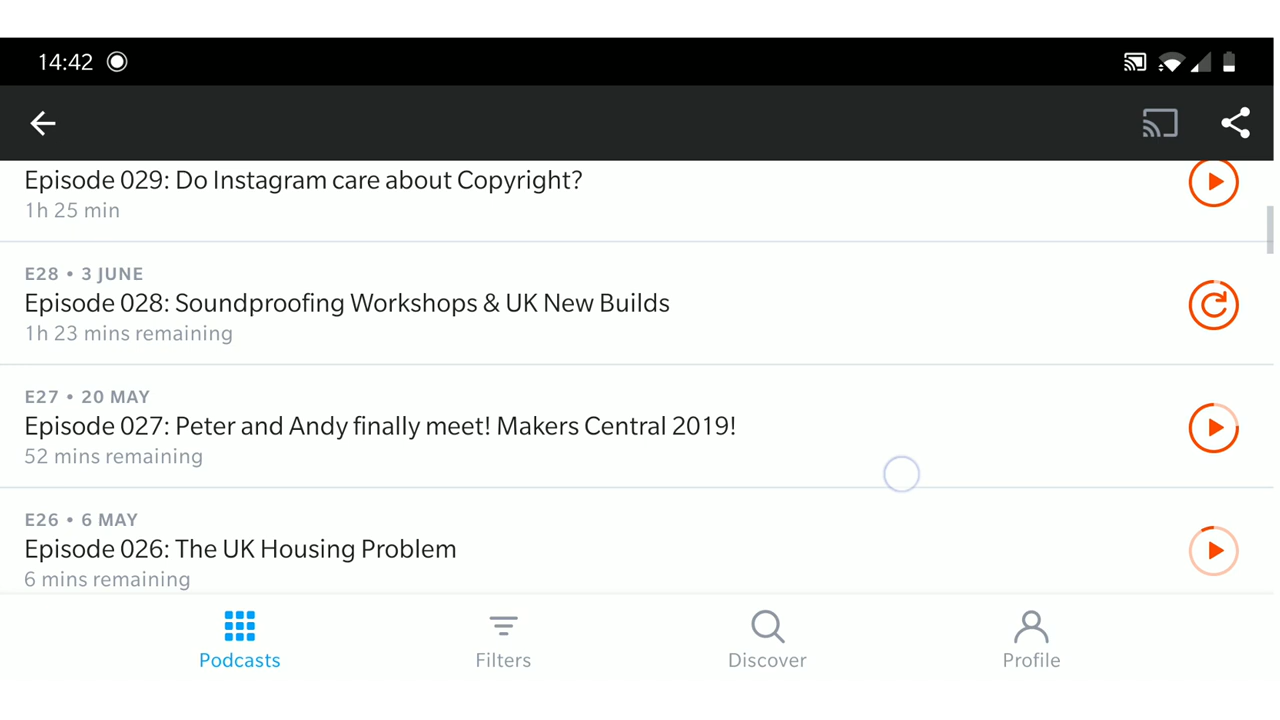 14:42
Episode 029: Do Instagram care about Copyright?
1h 25 min
E28 • 3 JUNE
Episode 028: Soundproofing Workshops & UK New Builds
1h 23 mins remaining
E27 • 20 MAY
Episode 027: Peter and Andy finally meet! Makers Central 2019!
52 mins remaining
E26 • 6 MAY
Episode 026: The UK Housing Problem
6 mins remaining
Podcasts
Filters
Discover
Profile